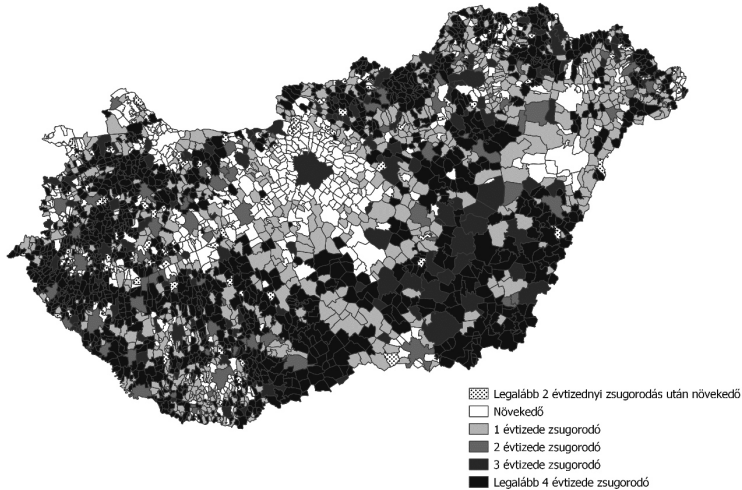 Legalább 2 évtizednyi zsugorodás után növekedő
Növekedő
1 évtizede zsugorodó
2 évtizede zsugorodó
3 évtizede zsugorodó
Legalább 4 évtizede zsugorodó